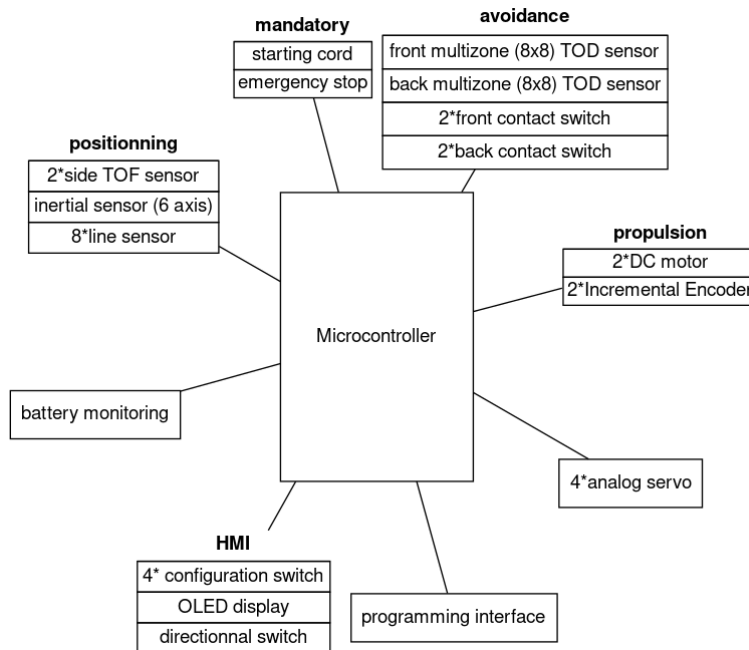 mandatory
starting cord
emergency stop
avoidance
front multizone (8x8) TOD sensor
back multizone (8x8) TOD sensor
2*front contact switch
2*back contact switch
positionning
2*side TOF sensor
inertial sensor (6 axis)
8*line sensor
propulsion
2*DC motor
2*Incremental Encoder
Microcontroller
battery monitoring
4*analog servo
HMI
4* configuration switch
OLED display
directionnal switch
programming interface